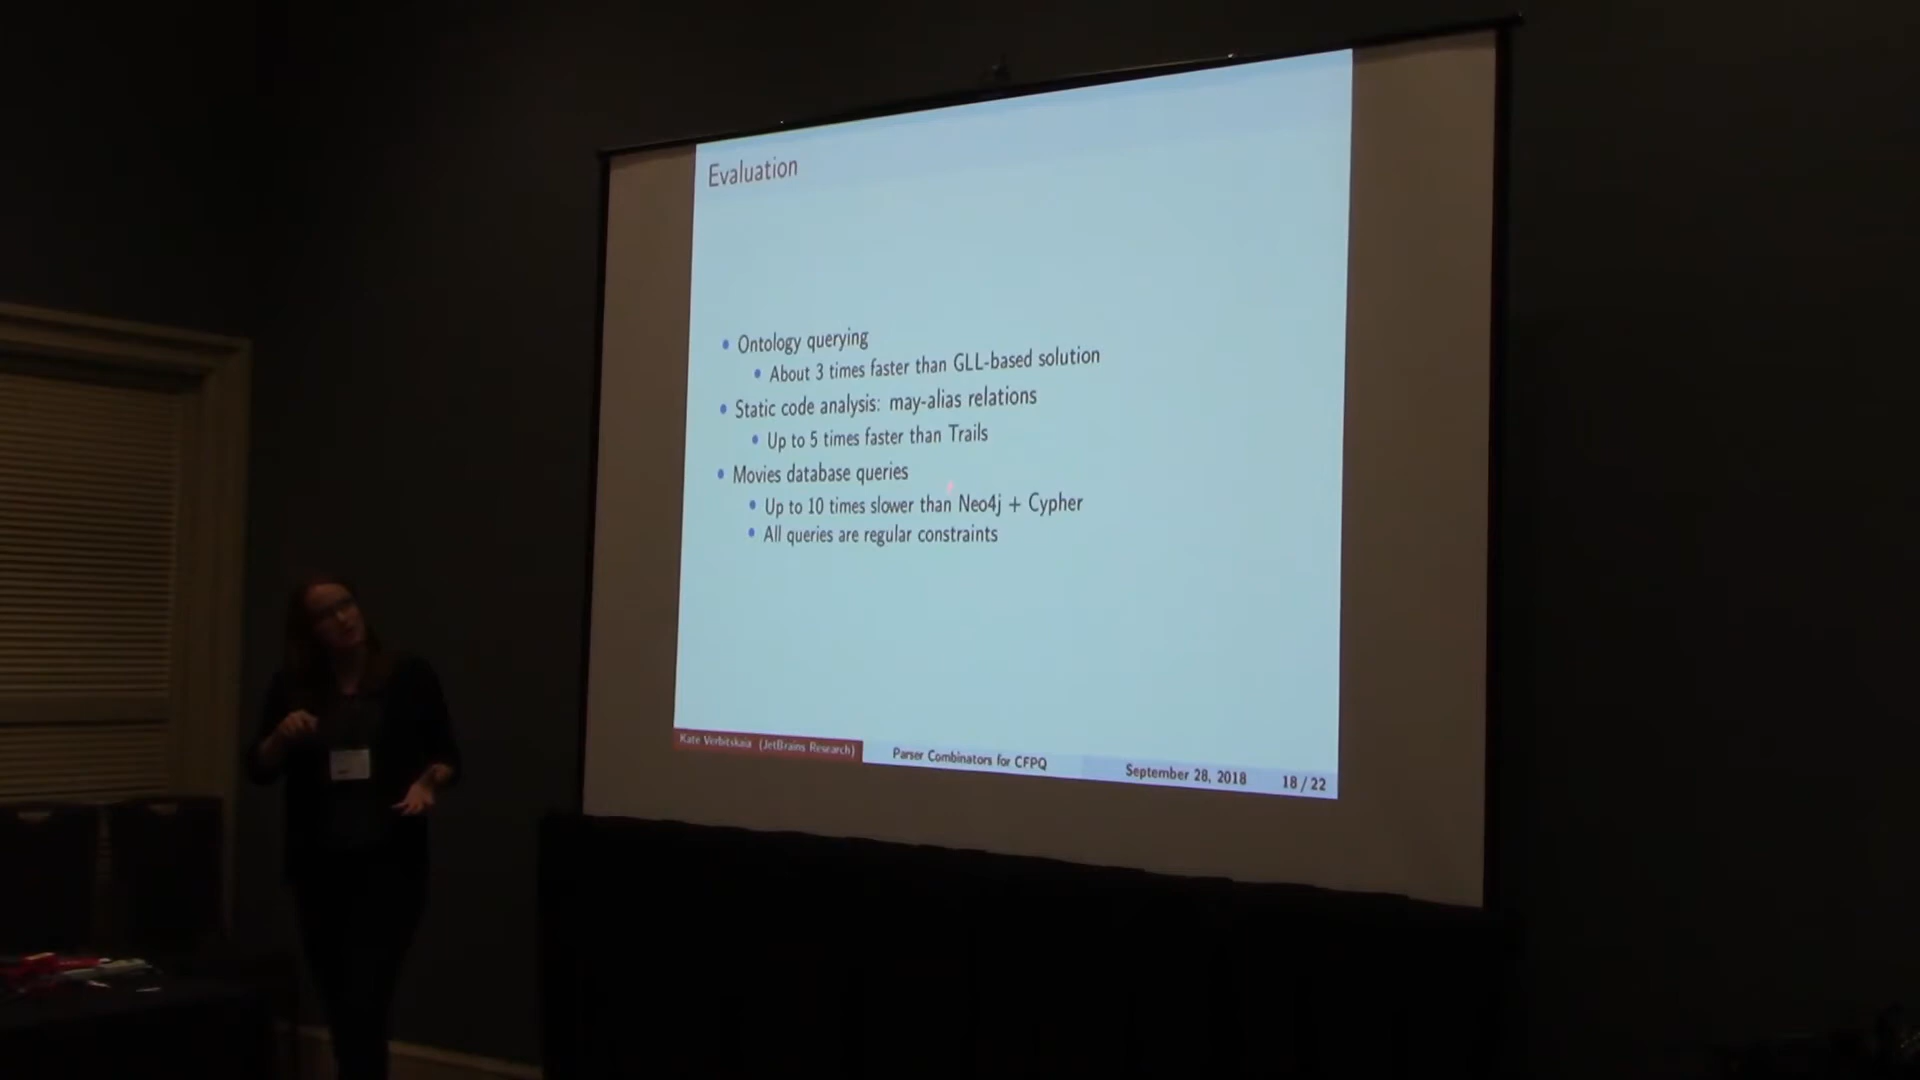 Evaluation
• Ontology querying
• About 3 times faster than GLL-based solution
• Static code analysis: may-alias relations
• Up to 5 times faster than Trails
• Movies database queries
• Up to 10 times slower than Neo4j + Cypher
• All queries are regular constraints
Kate Verbitskaia (JetBrains Research)
Parser Combinators for CFPQ
September 28, 2018
18 / 22